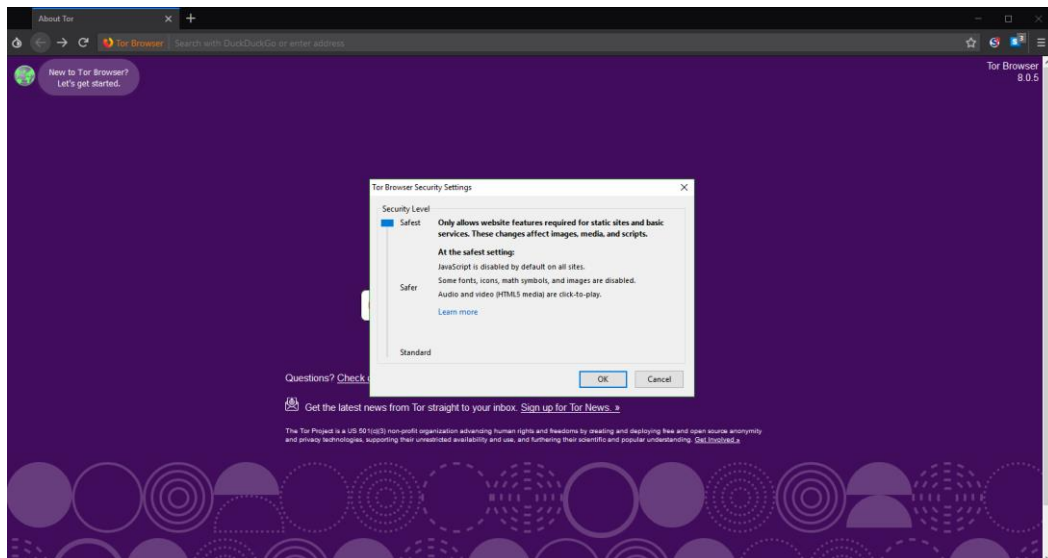 About Tor
Tor Browser
Search with DuckDuckGo or enter address
New to Tor Browser?
Let's get started.
Tor Browser
8.0.5
Tor Browser Security Settings
Security Level
Safest
Only allows website features required for static sites and basic
services. These changes affect images, media, and scripts.
At the safest setting:
JavaScript is disabled by default on all sites.
Some fonts, icons, math symbols, and images are disabled.
Safer
Audio and video (HTML5 media) are click-to-play.
Learn more
Standard
OK
Cancel
Questions? Check
Get the latest news from Tor straight to your inbox. Sign up for Tor News. »
The Tor Project is a US 501(c)(3) non-profit organization advancing human rights and freedoms by creating and deploying free and open source anonymity
and privacy technologies, supporting their unrestricted availability and use, and furthering their scientific and popular understanding. Get Involved »